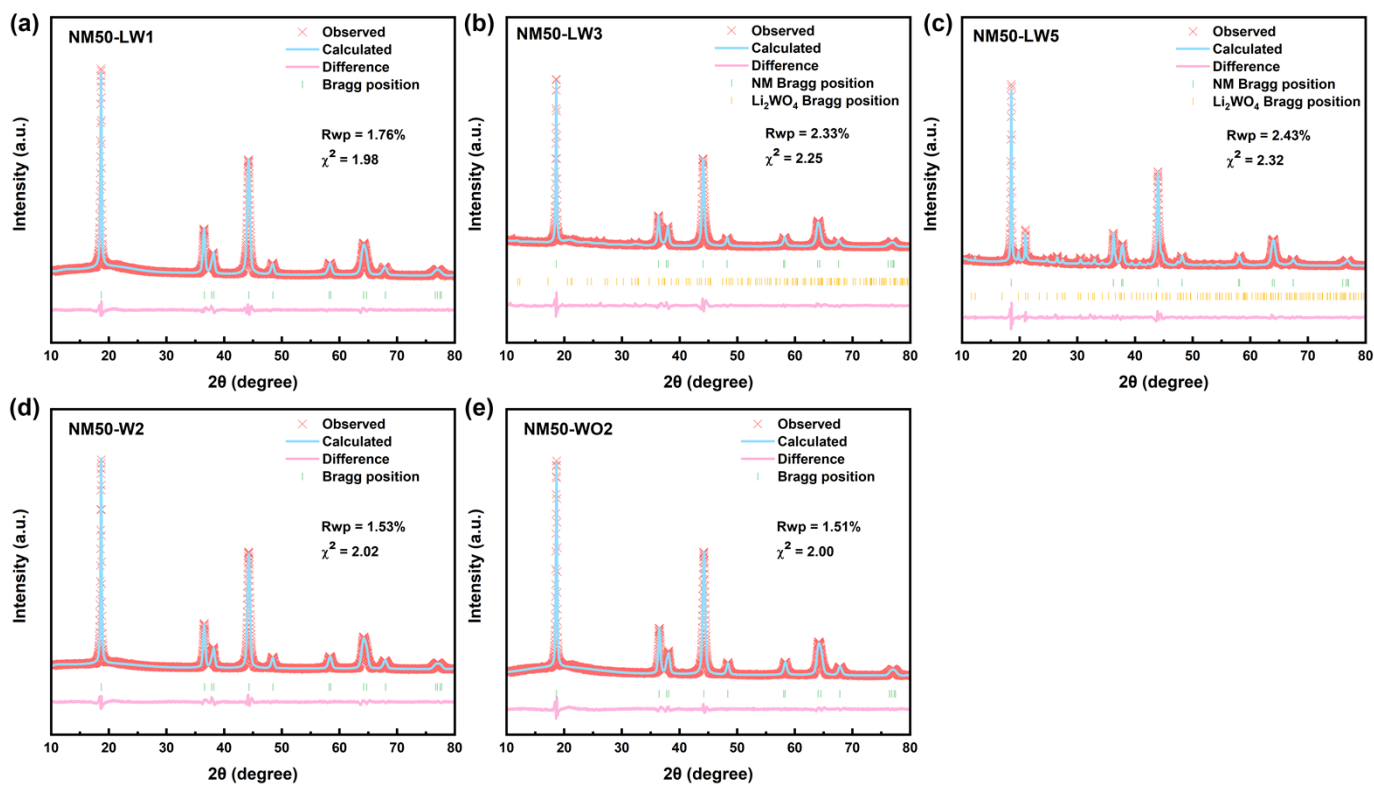 (a)
NM50-LW1
Observed
Calculated
Difference
Bragg position
Rwp = 1.76%
χ² = 1.98
Intensity (a.u.)
10 20 30 40 50 60 70 80
2θ (degree)
(b)
NM50-LW3
Observed
Calculated
Difference
NM Bragg position
Li₂WO₄ Bragg position
Rwp = 2.33%
χ² = 2.25
Intensity (a.u.)
10 20 30 40 50 60 70 80
2θ (degree)
(c)
NM50-LW5
Observed
Calculated
Difference
NM Bragg position
Li₂WO₄ Bragg position
Rwp = 2.43%
χ² = 2.32
Intensity (a.u.)
10 20 30 40 50 60 70 80
2θ (degree)
(d)
NM50-W2
Observed
Calculated
Difference
Bragg position
Rwp = 1.53%
χ² = 2.02
Intensity (a.u.)
10 20 30 40 50 60 70 80
2θ (degree)
(e)
NM50-WO2
Observed
Calculated
Difference
Bragg position
Rwp = 1.51%
χ² = 2.00
Intensity (a.u.)
10 20 30 40 50 60 70 80
2θ (degree)